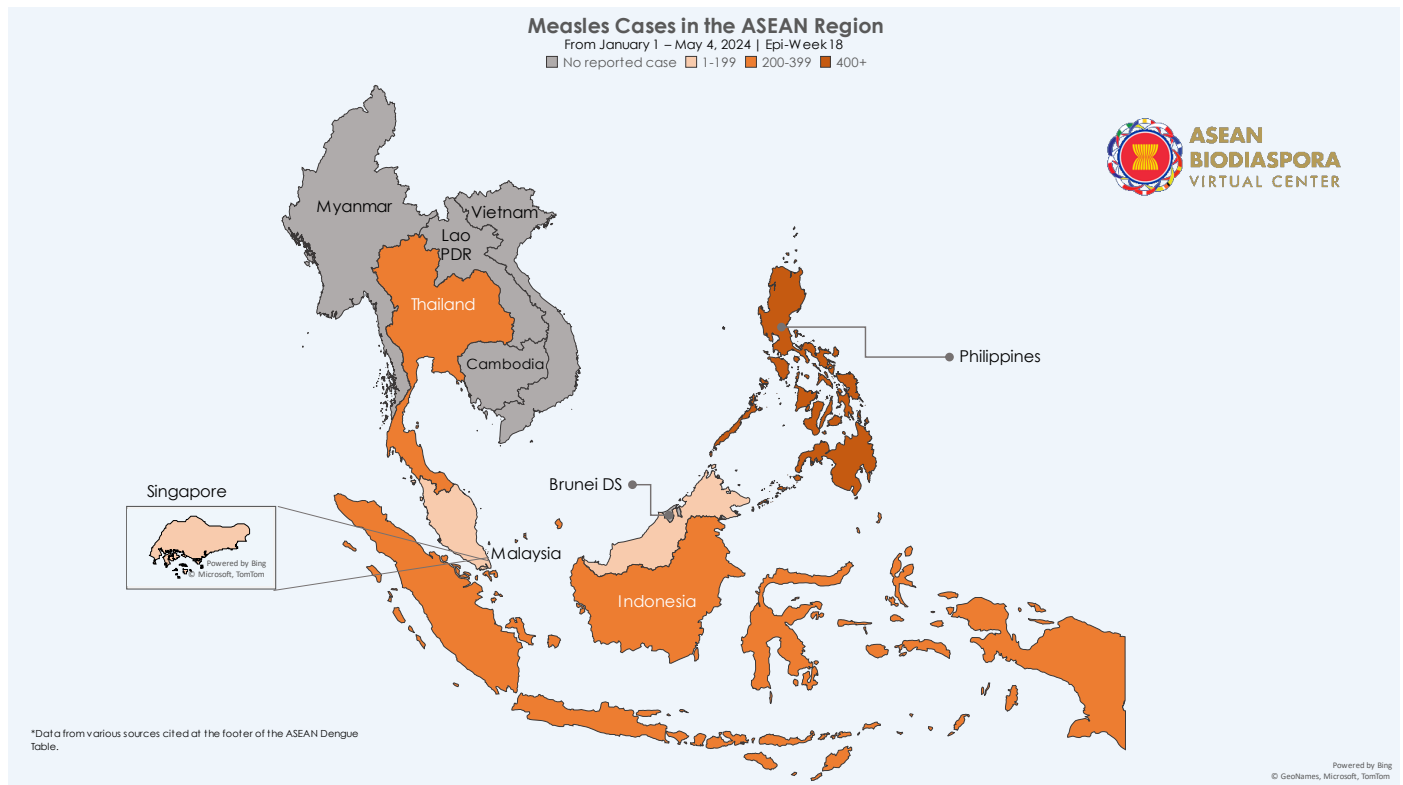 Measles Cases in the ASEAN Region
From January 1 – May 4, 2024 | Epi-Week 18
No reported case 1-199 200-399 400+
ASEAN
BIODIASPORA
VIRTUAL CENTER
Myanmar
Vietnam
Lao
PDR
Thailand
Cambodia
Philippines
Brunei DS
Singapore
Powered by Bing
© Microsoft, TomTom
Malaysia
Indonesia
*Data from various sources cited at the footer of the ASEAN Dengue
Table.
Powered by Bing
© GeoNames, Microsoft, TomTom